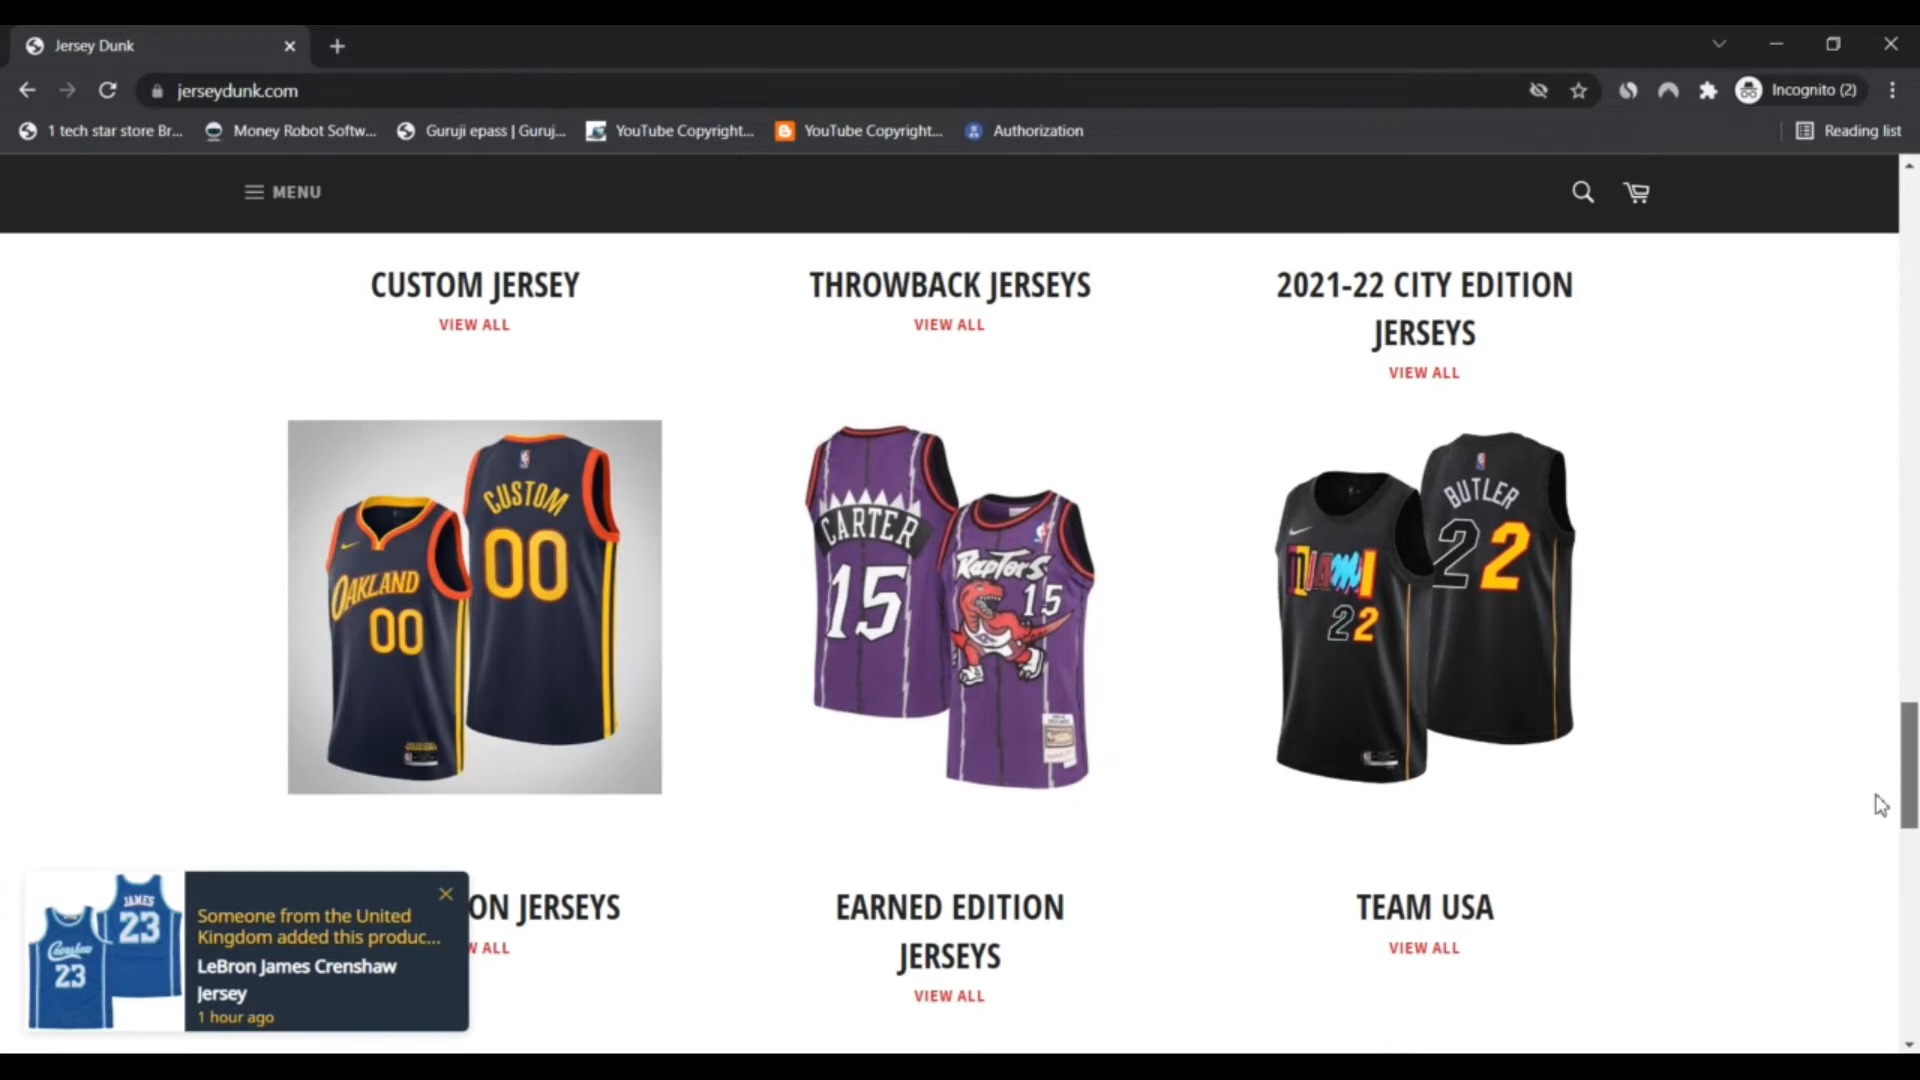 Jersey Dunk
jerseydunk.com
Incognito (2)
1 tech star store Br...
Money Robot Softw...
Guruji epass | Guruj...
YouTube Copyright...
YouTube Copyright...
Authorization
Reading list
MENU
CUSTOM JERSEY
VIEW ALL
THROWBACK JERSEYS
VIEW ALL
2021-22 CITY EDITION
JERSEYS
VIEW ALL
OAKLAND
00
CUSTOM
00
CARTER
15
RAPTORS
15
MIAMI
22
BUTLER
22
ON JERSEYS
W ALL
EARNED EDITION
JERSEYS
VIEW ALL
TEAM USA
VIEW ALL
JAMES
23
Crenshaw
23
Someone from the United
Kingdom added this produc...
LeBron James Crenshaw
Jersey
1 hour ago